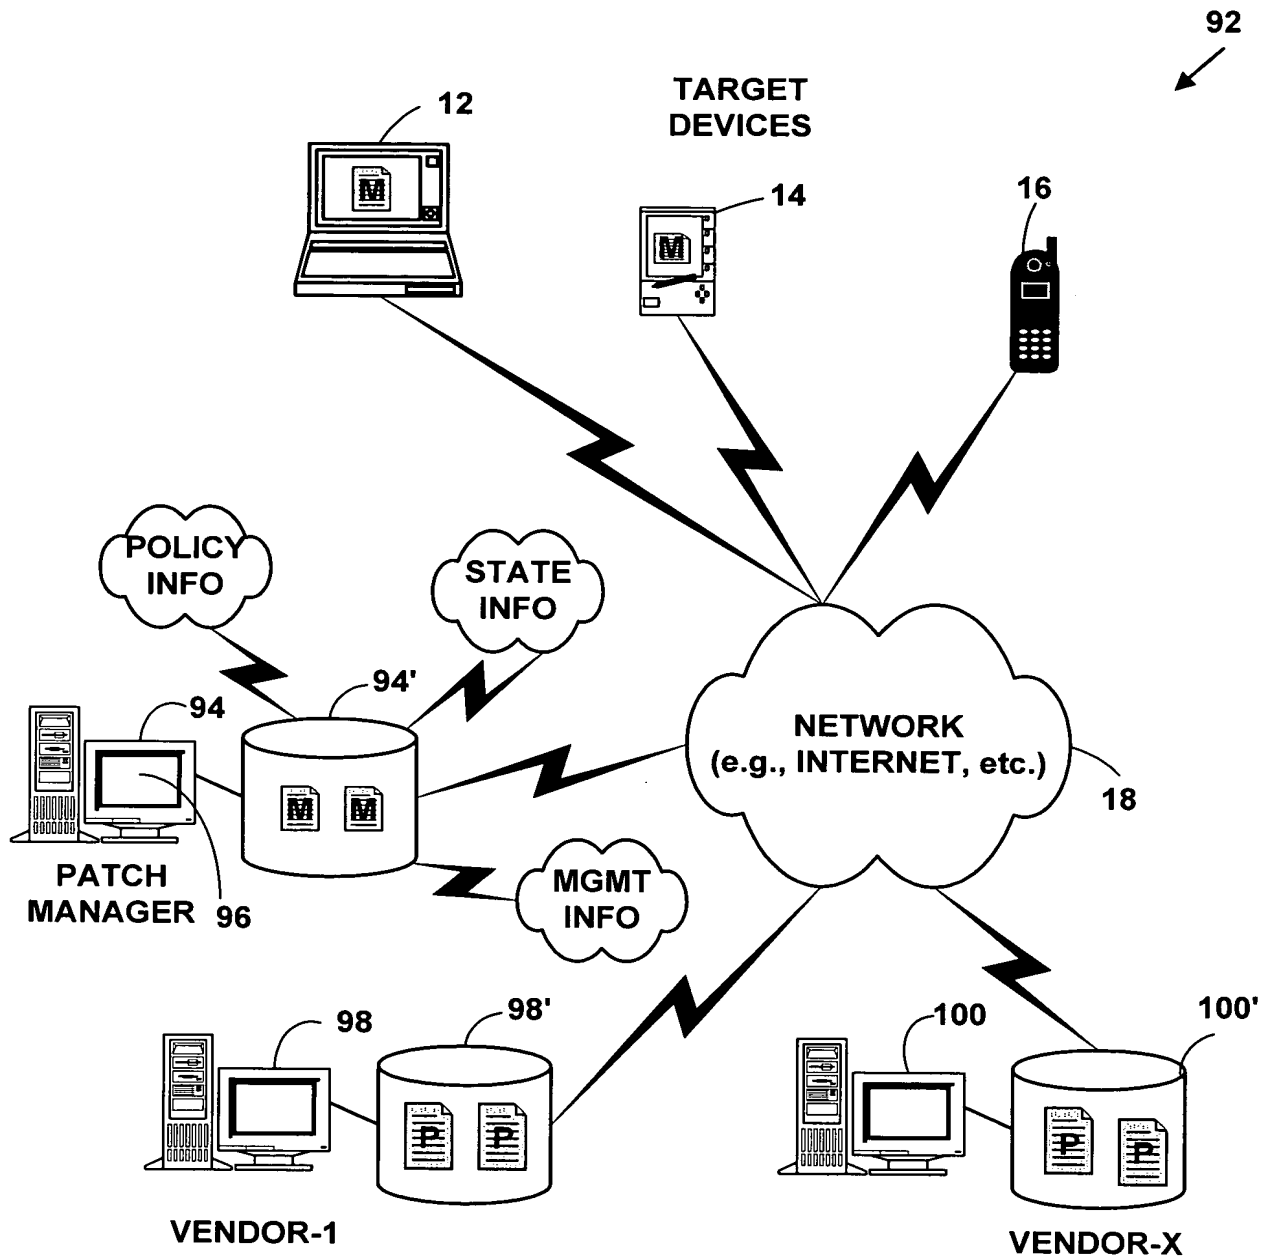 92
TARGET
DEVICES
12
14
16
M
M
POLICY
INFO
STATE
INFO
94'
94
NETWORK
(e.g., INTERNET, etc.)
18
M M
PATCH
MANAGER
96
MGMT
INFO
98
98'
100
100'
P P
P P
VENDOR-1
VENDOR-X